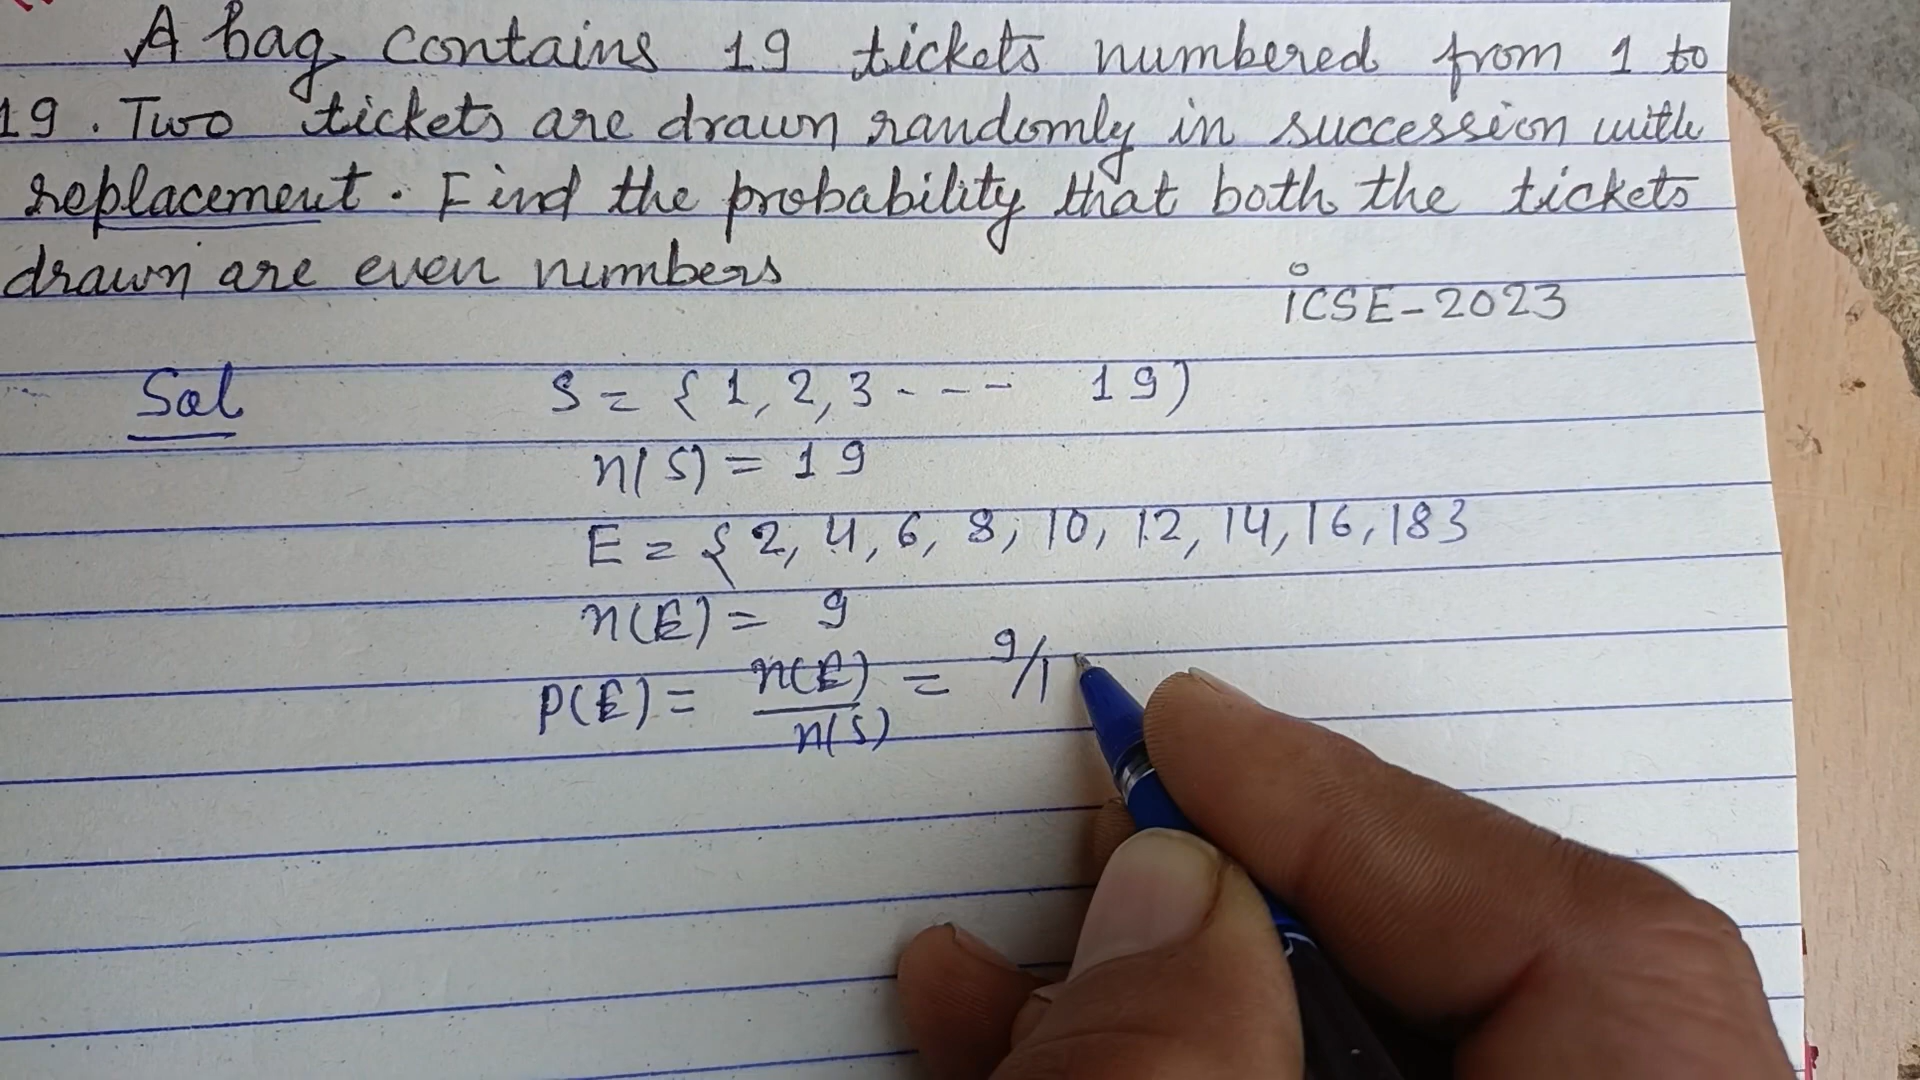 A bag contains 19 tickets numbered from 1 to
19. Two tickets are drawn randomly in succession with
replacement. Find the probability that both the tickets
drawn are even numbers
iCSE-2023
Sol
S = {1, 2, 3 - - - 19}
n(S) = 19
E = {2, 4, 6, 8, 10, 12, 14, 16, 18}
n(E) = 9
P(E) = n(E)/n(S) = 9/1